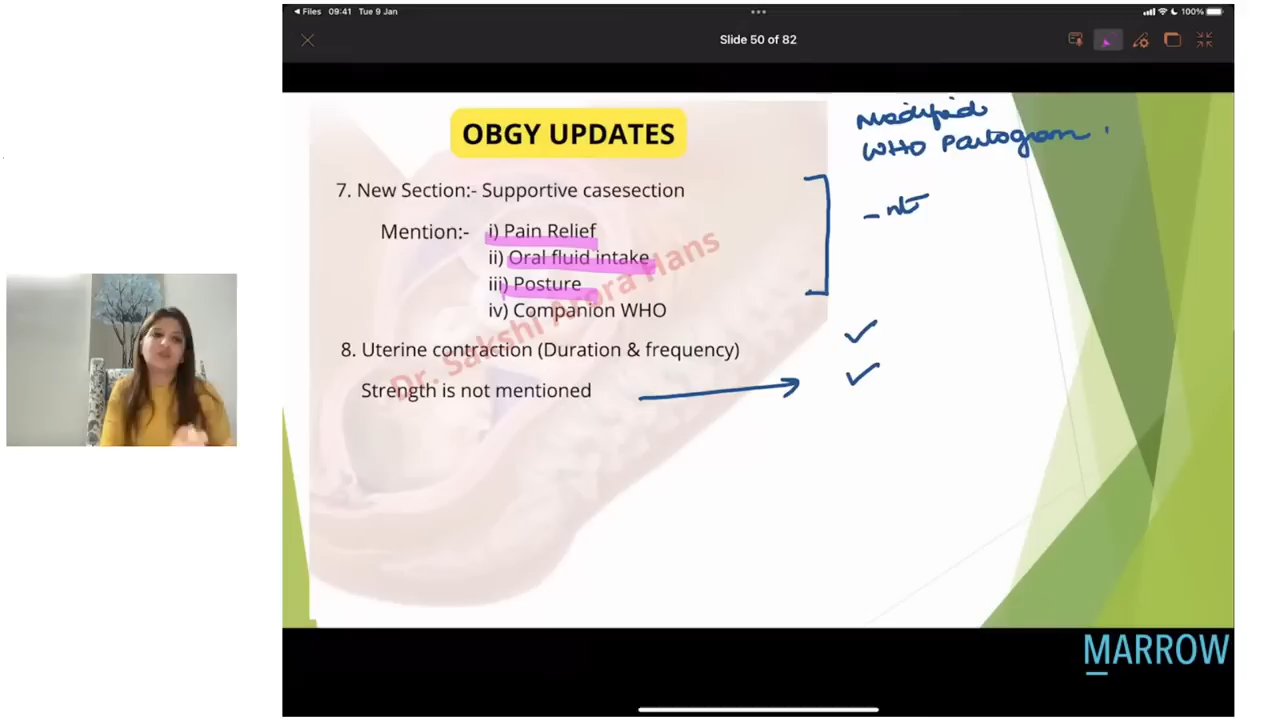 Files 09:41 Tue 9 Jan
100%
Slide 50 of 82
OBGY UPDATES
7. New Section:- Supportive casesection
Mention:- i) Pain Relief
ii) Oral fluid intake
iii) Posture
iv) Companion WHO
8. Uterine contraction (Duration & frequency)
Strength is not mentioned
Modified
WHO Partogram
Dr. Sakshi Arora Hans
MARROW